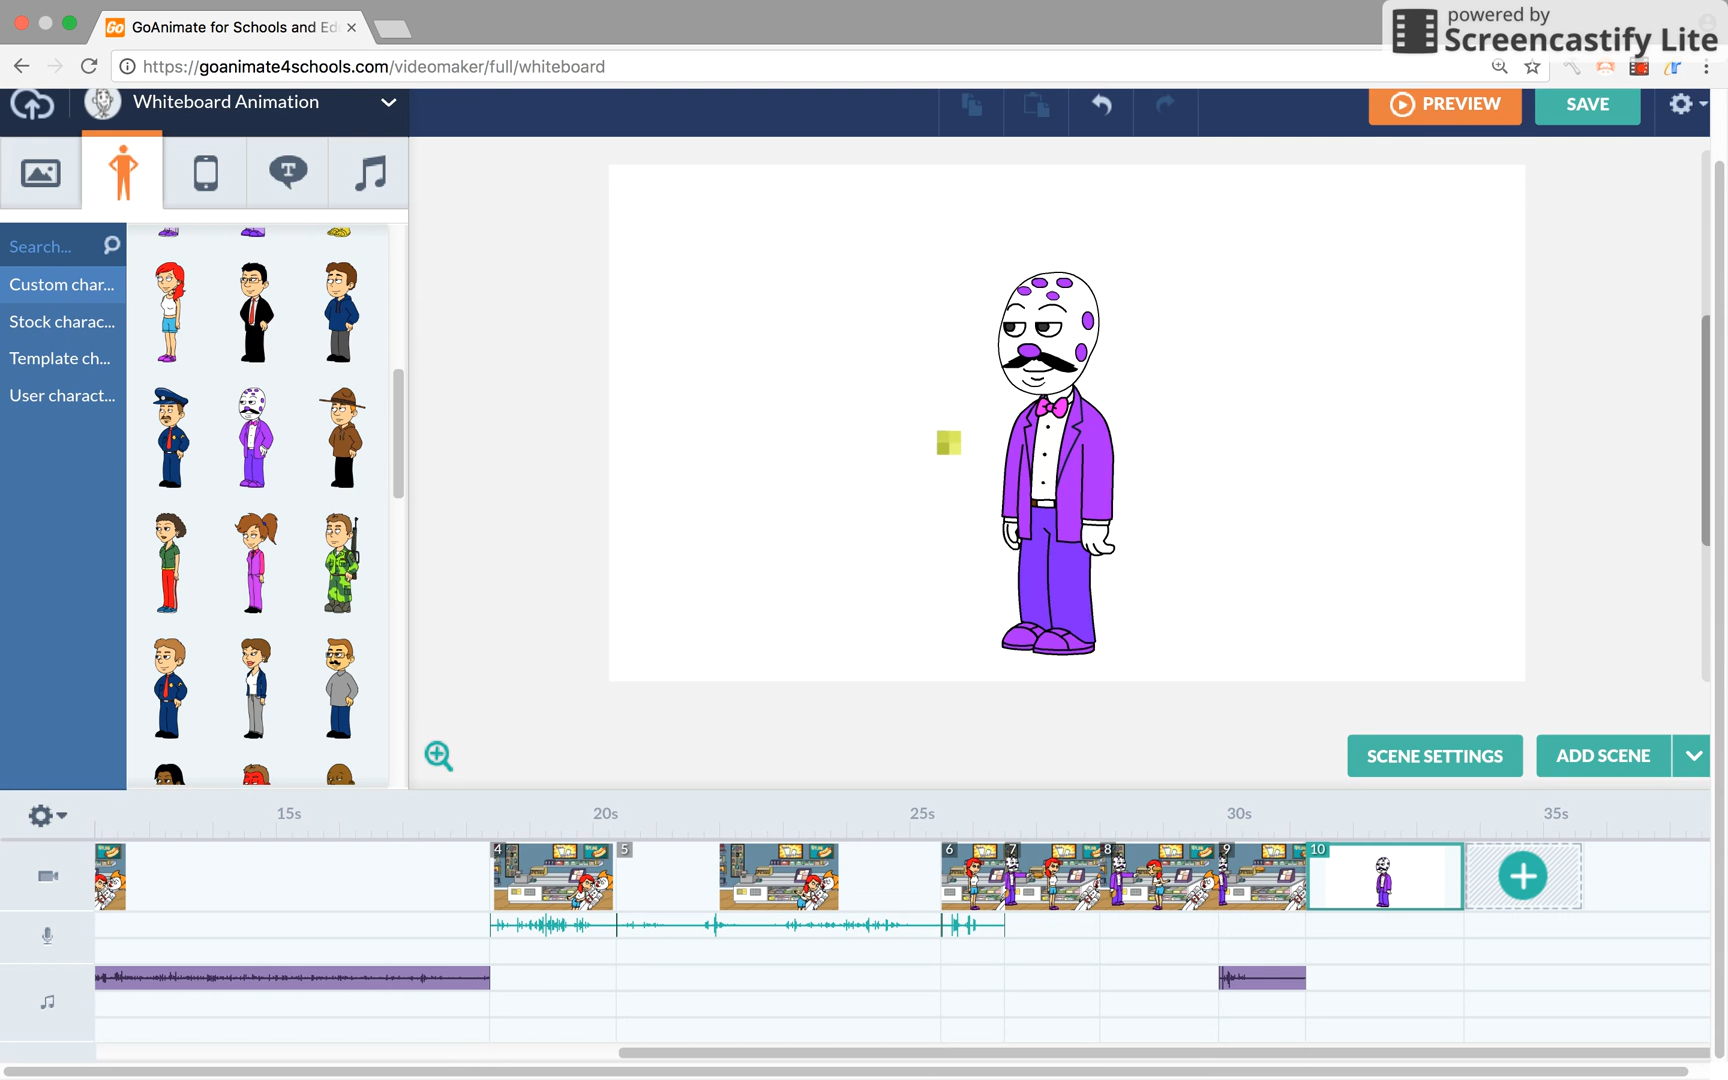 GoAnimate for Schools and Ed
powered by
Screencastify Lite
https://goanimate4schools.com/videomaker/full/whiteboard
Whiteboard Animation
PREVIEW
SAVE
T
Search...
Custom char...
Stock charac...
Template ch...
User charact...
SCENE SETTINGS
ADD SCENE
15s
20s
25s
30s
35s
4
5
6
7
8
9
10